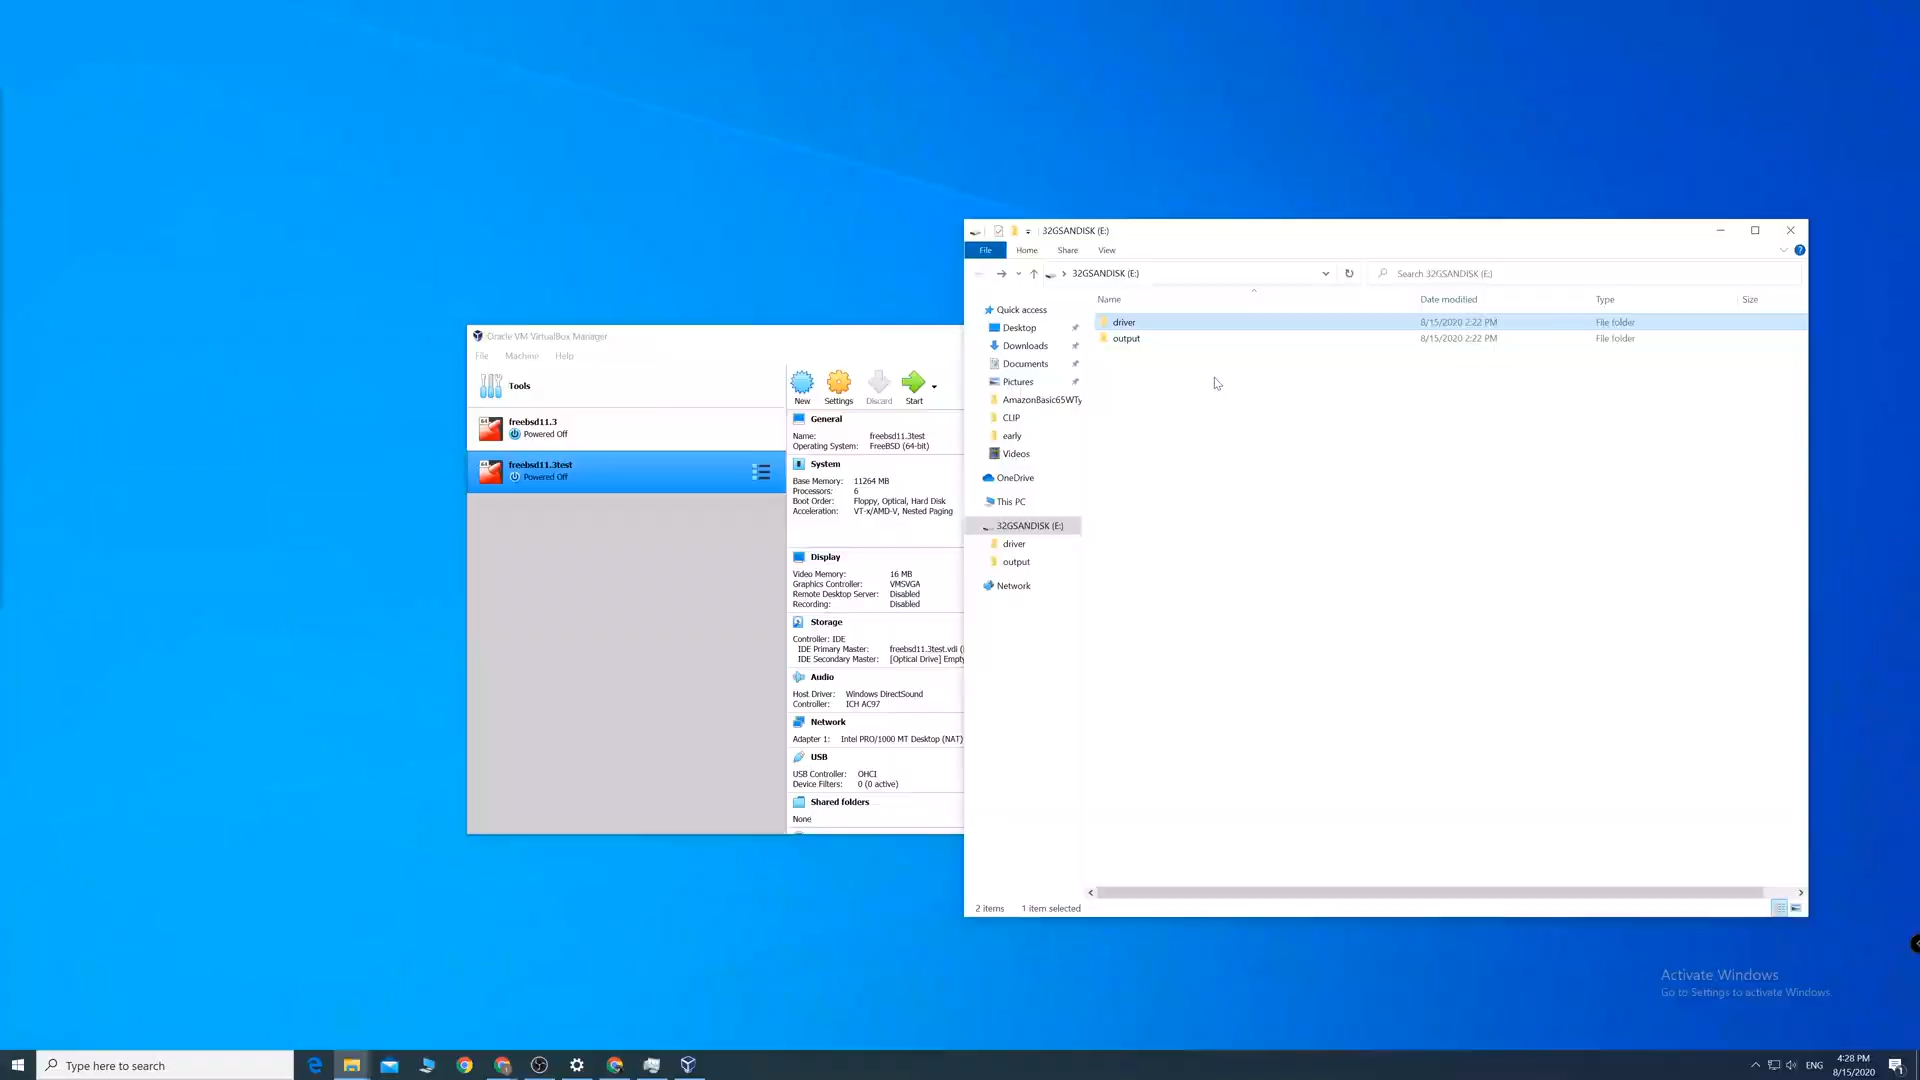 Oracle VM VirtualBox Manager
File Machine Help
Tools
freebsd11.3
Powered Off
freebsd11.3test
Powered Off
New Settings Discard Start
General
Name: freebsd11.3test
Operating System: FreeBSD (64-bit)
System
Base Memory: 11264 MB
Processors: 6
Boot Order: Floppy, Optical, Hard Disk
Acceleration: VT-x/AMD-V, Nested Paging
Display
Video Memory: 16 MB
Graphics Controller: VMSVGA
Remote Desktop Server: Disabled
Recording: Disabled
Storage
Controller: IDE
IDE Primary Master: freebsd11.3test.vdi (
IDE Secondary Master: [Optical Drive] Empty
Audio
Host Driver: Windows DirectSound
Controller: ICH AC97
Network
Adapter 1: Intel PRO/1000 MT Desktop (NAT)
USB
USB Controller: OHCI
Device Filters: 0 (0 active)
Shared folders
None
32GSANDISK (E:)
File Home Share View
32GSANDISK (E:)
Search 32GSANDISK (E:)
Name Date modified Type Size
driver 8/15/2020 2:22 PM File folder
output 8/15/2020 2:22 PM File folder
Quick access
Desktop
Downloads
Documents
Pictures
AmazonBasic65WTy
CLIP
early
Videos
OneDrive
This PC
32GSANDISK (E:)
driver
output
Network
2 items 1 item selected
Activate Windows
Go to Settings to activate Windows.
Type here to search
ENG
4:28 PM
8/15/2020